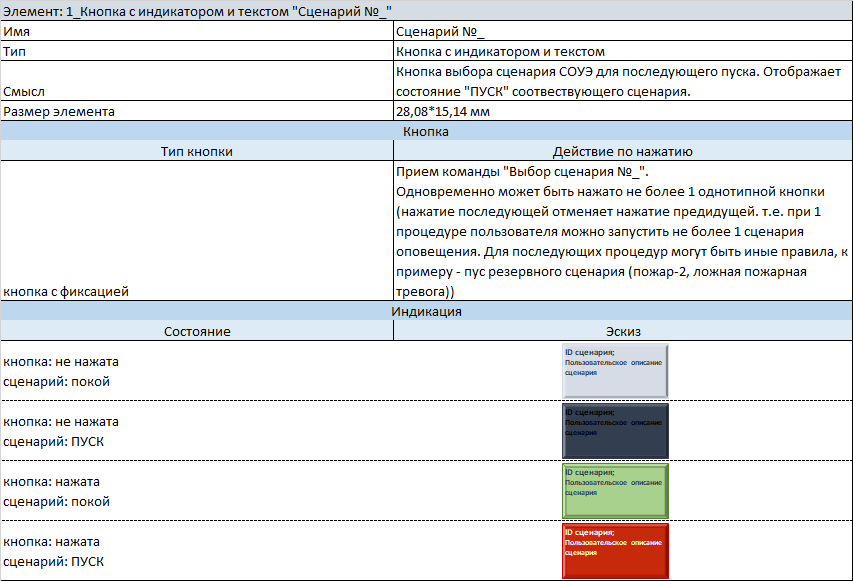 Элемент: 1_Кнопка с индикатором и текстом "Сценарий №_"
Имя
Сценарий №_
Тип
Кнопка с индикатором и текстом
Смысл
Кнопка выбора сценария СОУЭ для последующего пуска. Отображает
состояние "ПУСК" соотвествующего сценария.
Размер элемента
28,08*15,14 мм
Кнопка
Тип кнопки
Действие по нажатию
кнопка с фиксацией
Прием команды "Выбор сценария №_".
Одновременно может быть нажато не более 1 однотипной кнопки
(нажатие последующей отменяет нажатие предидущей. т.е. при 1
процедуре пользователя можно запустить не более 1 сценария
оповещения. Для последующих процедур могут быть иные правила, к
примеру - пус резервного сценария (пожар-2, ложная пожарная
тревога))
Индикация
Состояние
Эскиз
кнопка: не нажата
сценарий: покой
ID сценария;
Пользовательское описание
сценария
кнопка: не нажата
сценарий: ПУСК
ID сценария;
Пользовательское описание
сценария
кнопка: нажата
сценарий: покой
ID сценария;
Пользовательское описание
сценария
кнопка: нажата
сценарий: ПУСК
ID сценария;
Пользовательское описание
сценария